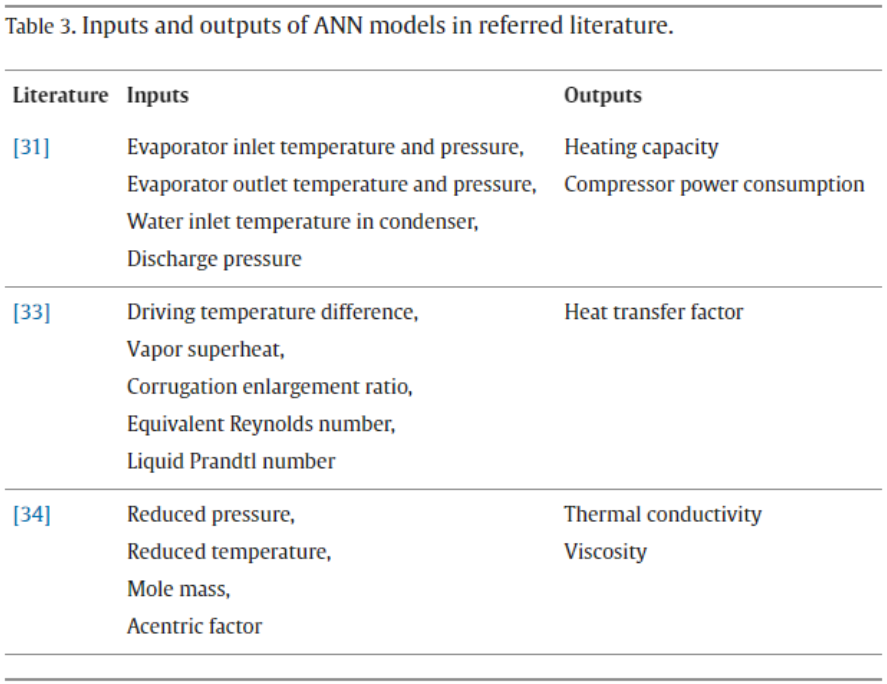 Table 3. Inputs and outputs of ANN models in referred literature.
Literature Inputs Outputs
[31] Evaporator inlet temperature and pressure, Heating capacity
Evaporator outlet temperature and pressure, Compressor power consumption
Water inlet temperature in condenser,
Discharge pressure
[33] Driving temperature difference, Heat transfer factor
Vapor superheat,
Corrugation enlargement ratio,
Equivalent Reynolds number,
Liquid Prandtl number
[34] Reduced pressure, Thermal conductivity
Reduced temperature, Viscosity
Mole mass,
Acentric factor